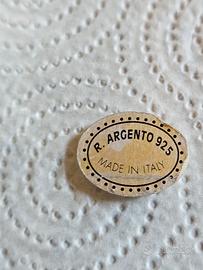 R. ARGENTO 925
MADE IN ITALY